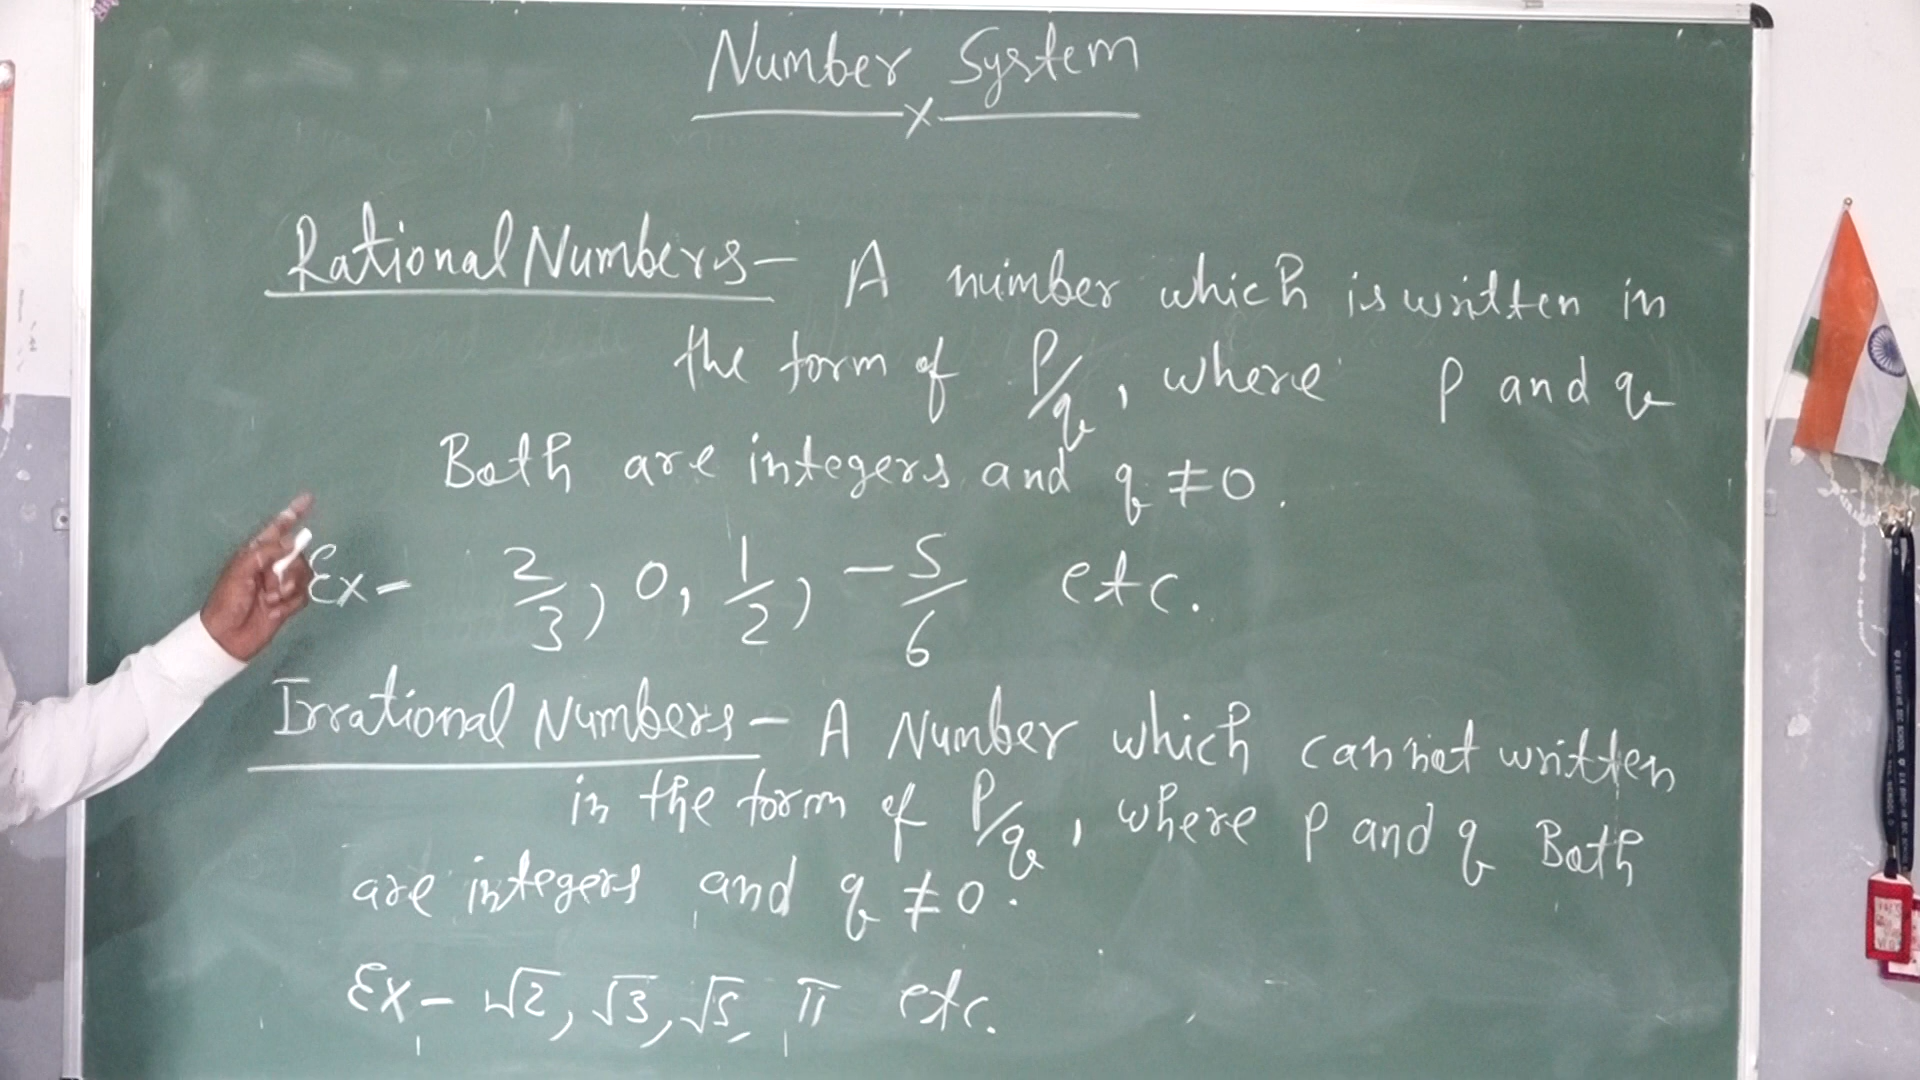 Number System
Rational Numbers - A number which is written in
the form of P/q, where p and q
Both are integers and q ≠ 0.
Ex - 2/3, 0, 1/2, -5/6 etc.
Irrational Numbers - A Number which can not written
in the form of P/q, where p and q Both
are integers and q ≠ 0.
Ex - √2, √3, √5, π etc.